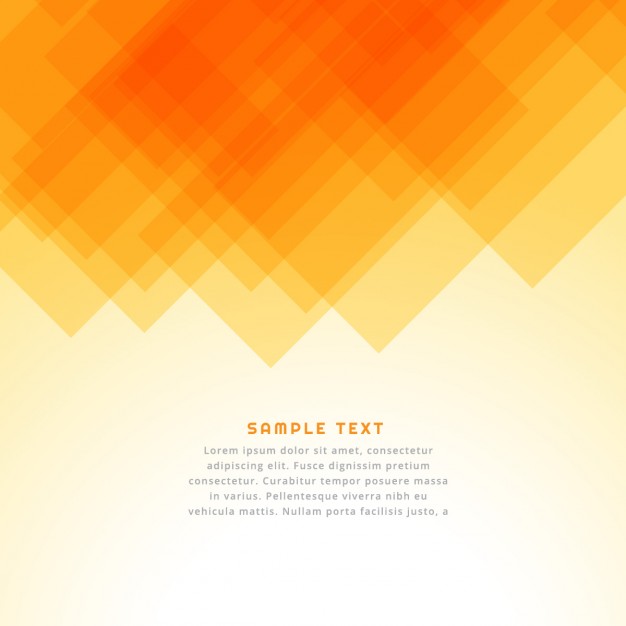 SAMPLE TEXT
Lorem ipsum dolor sit amet, consectetur
adipiscing elit. Fusce dignissim pretium
consectetur. Curabitur tempor posuere massa
in varius. Pellentesque viverra nibh eu
vehicula mattis. Nullam porta facilisis justo, a